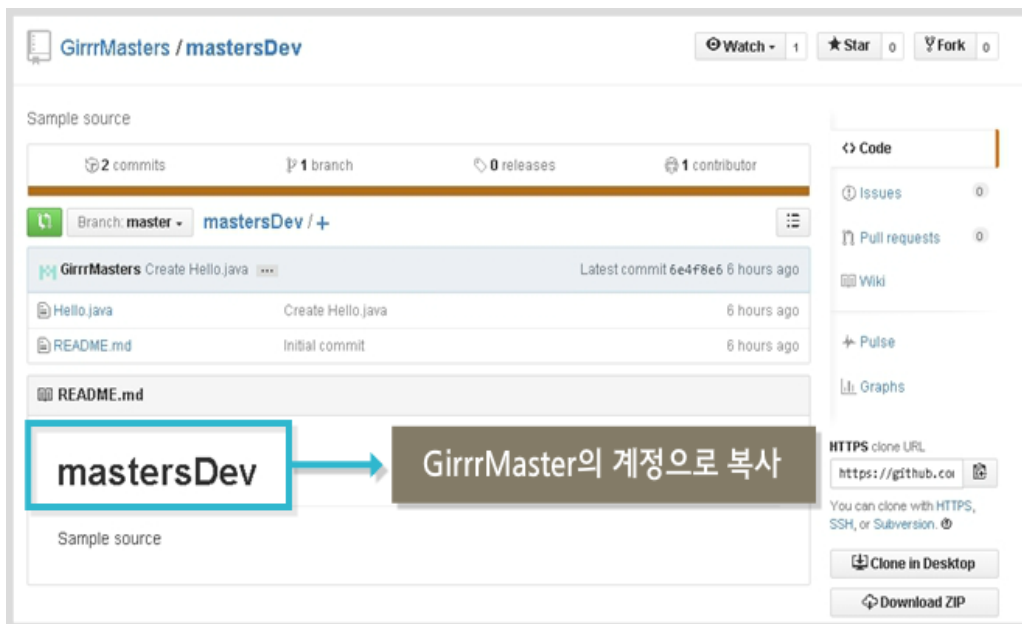 GirrrMasters / mastersDev
Watch 1 Star 0 Fork 0
Sample source
2 commits 1 branch 0 releases 1 contributor
Branch: master mastersDev / +
GirrrMasters Create Hello.java ... Latest commit 6e4f8e6 6 hours ago
Hello.java Create Hello.java 6 hours ago
README.md Initial commit 6 hours ago
README.md
mastersDev
GirrrMaster의 계정으로 복사
Sample source
<> Code
Issues 0
Pull requests 0
Wiki
Pulse
Graphs
HTTPS clone URL
https://github.co
You can clone with HTTPS,
SSH, or Subversion.
Clone in Desktop
Download ZIP